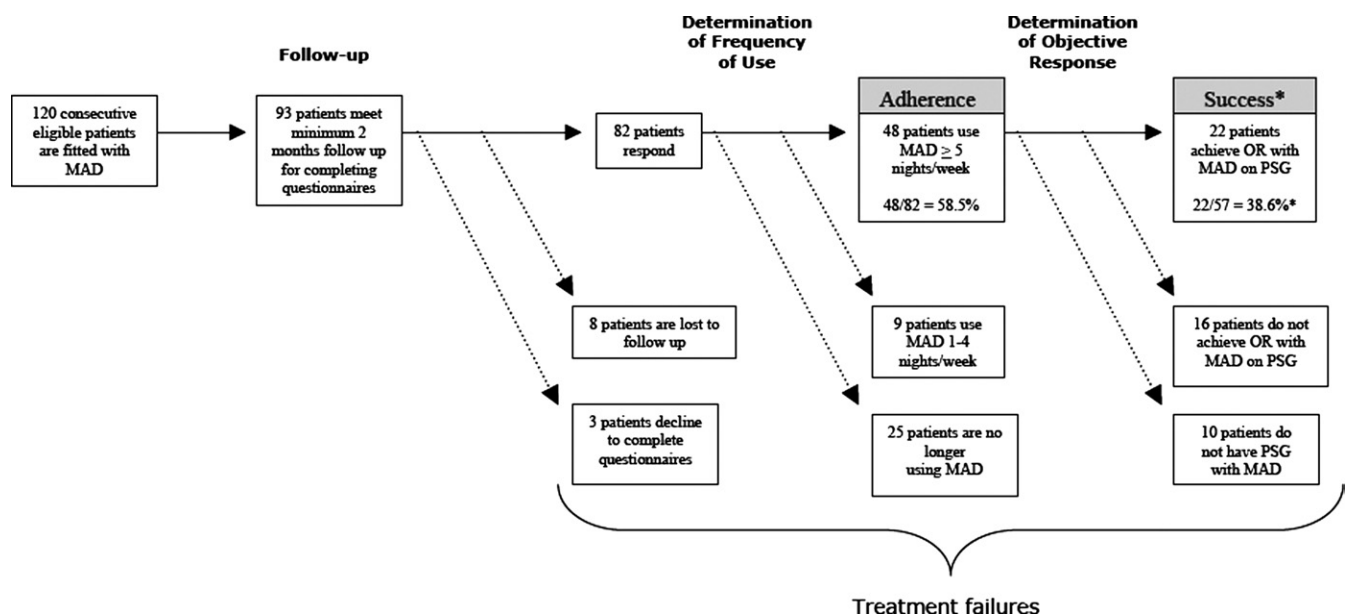 Follow-up
Determination
of Frequency
of Use
Determination
of Objective
Response
120 consecutive
eligible patients
are fitted with
MAD
93 patients meet
minimum 2
months follow up
for completing
questionnaires
82 patients
respond
Adherence
48 patients use
MAD ≥ 5
nights/week
48/82 = 58.5%
Success*
22 patients
achieve OR with
MAD on PSG
22/57 = 38.6%*
8 patients are lost to
follow up
9 patients use
MAD 1-4
nights/week
16 patients do not
achieve OR with
MAD on PSG
3 patients decline
to complete
questionnaires
25 patients are no
longer
using MAD
10 patients do
not have PSG
with MAD
Treatment failures